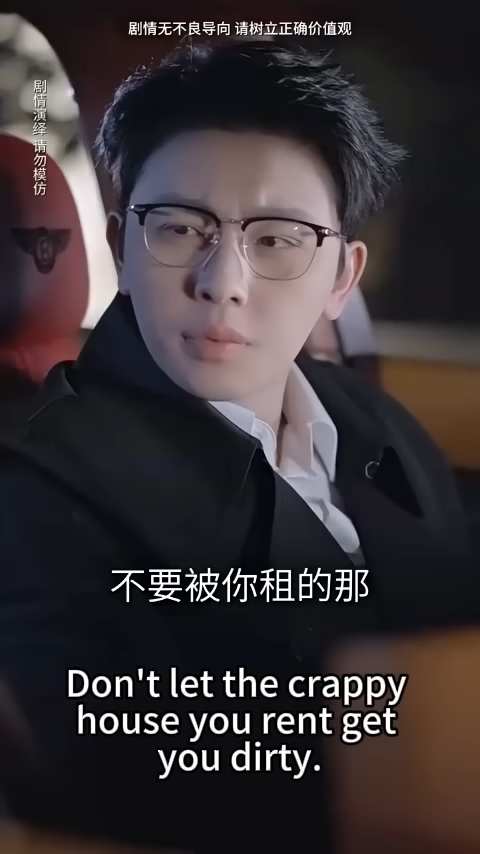 剧情无不良导向 请树立正确价值观
剧情演绎 请勿模仿
不要被你租的那
Don't let the crappy
house you rent get
you dirty.